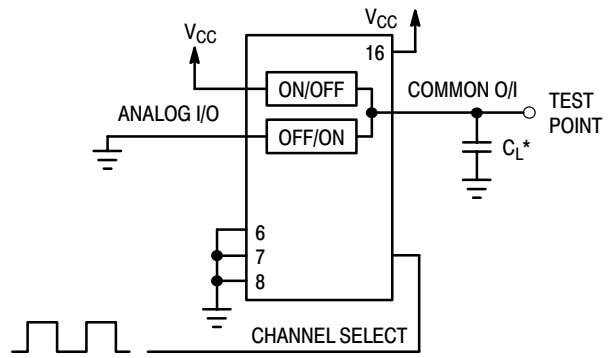 VCC
VCC
16
ON/OFF
COMMON O/I
TEST
POINT
ANALOG I/O
OFF/ON
CL*
6
7
8
CHANNEL SELECT